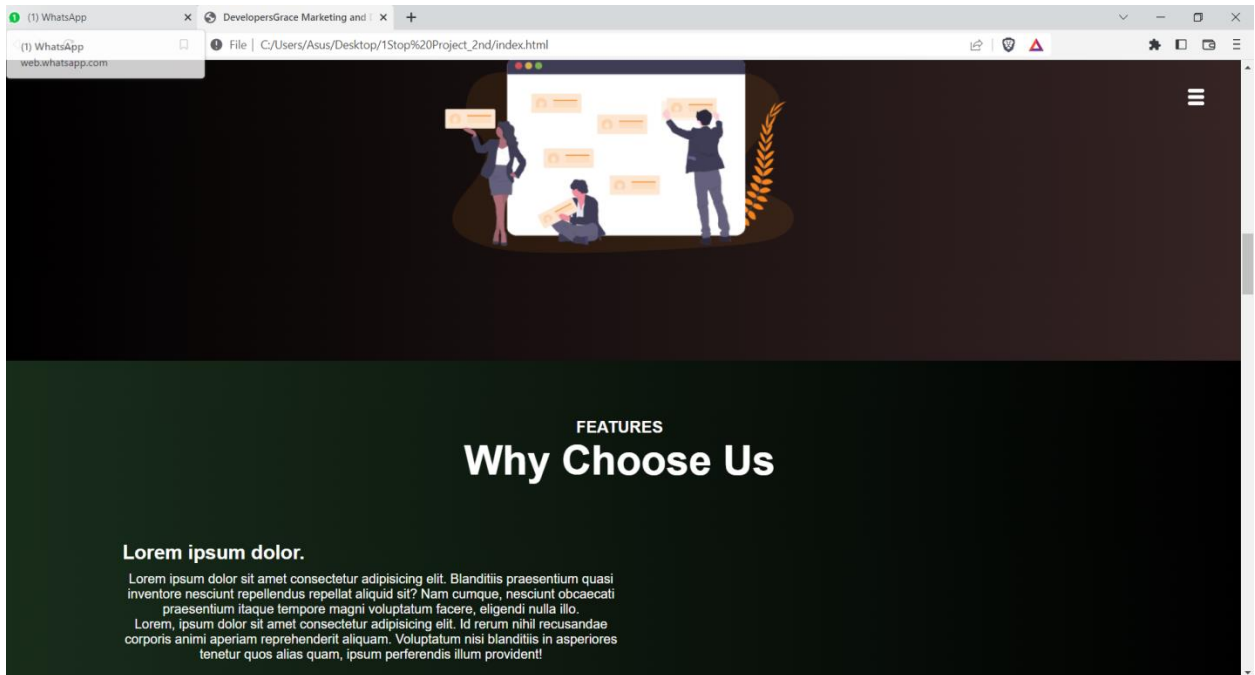 (1) WhatsApp
DevelopersGrace Marketing and
(1) WhatsApp
web.whatsapp.com
File | C:/Users/Asus/Desktop/1Stop%20Project_2nd/index.html
FEATURES
Why Choose Us
Lorem ipsum dolor.
Lorem ipsum dolor sit amet consectetur adipisicing elit. Blanditiis praesentium quasi
inventore nesciunt repellendus repellat aliquid sit? Nam cumque, nesciunt obcaecati
praesentium itaque tempore magni voluptatum facere, eligendi nulla illo.
Lorem, ipsum dolor sit amet consectetur adipisicing elit. Id rerum nihil recusandae
corporis animi aperiam reprehenderit aliquam. Voluptatum nisi blanditiis in asperiores
tenetur quos alias quam, ipsum perferendis illum provident!